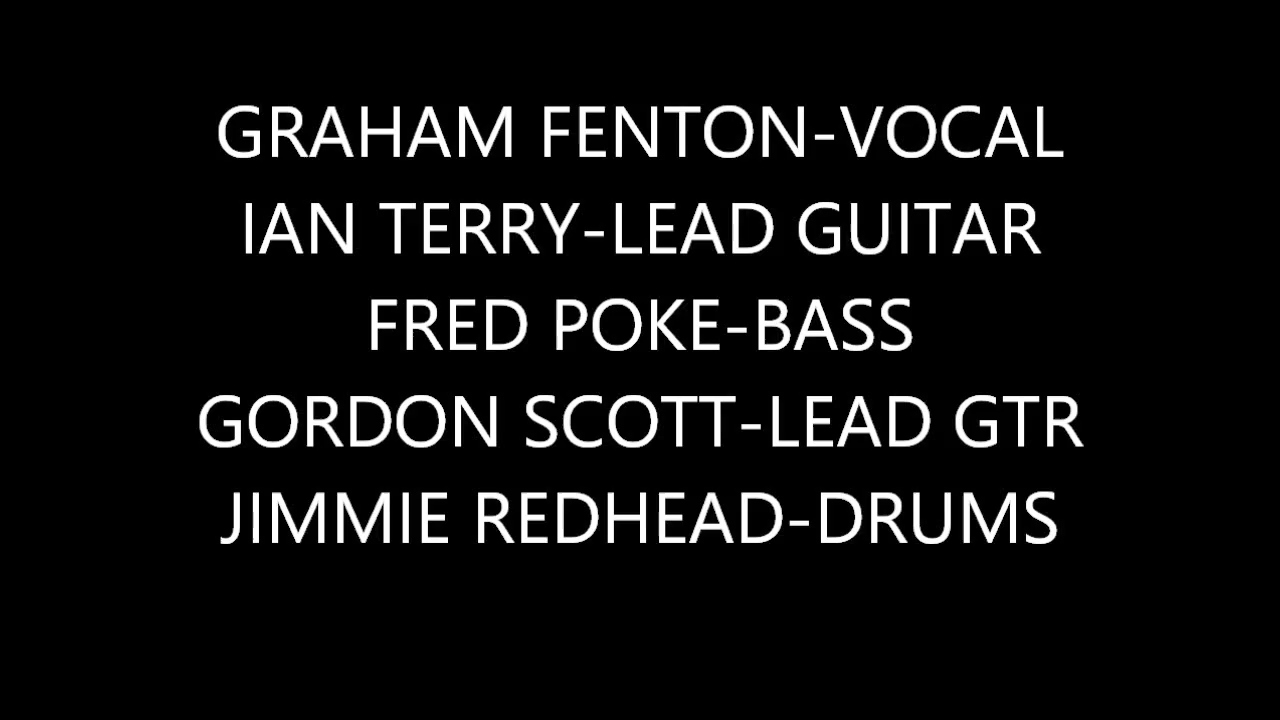 GRAHAM FENTON-VOCAL
IAN TERRY-LEAD GUITAR
FRED POKE-BASS
GORDON SCOTT-LEAD GTR
JIMMIE REDHEAD-DRUMS